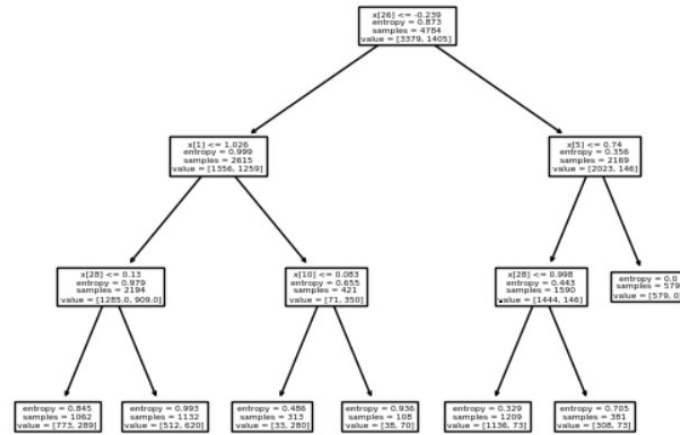 x[26] <= -0.239
entropy = 0.873
samples = 4784
value = [3379, 1405]
x[1] <= 1.026
entropy = 0.999
samples = 2615
value = [1356, 1259]
x[5] <= 0.74
entropy = 0.356
samples = 2169
value = [2023, 146]
x[28] <= 0.13
entropy = 0.979
samples = 2194
value = [1285.0, 909.0]
x[10] <= 0.083
entropy = 0.655
samples = 421
value = [71, 350]
x[28] <= 0.998
entropy = 0.443
samples = 1590
value = [1444, 146]
entropy = 0.0
samples = 579
value = [579, 0]
entropy = 0.845
samples = 1062
value = [773, 289]
entropy = 0.993
samples = 1132
value = [512, 620]
entropy = 0.486
samples = 313
value = [33, 280]
entropy = 0.936
samples = 108
value = [38, 70]
entropy = 0.329
samples = 1209
value = [1136, 73]
entropy = 0.705
samples = 381
value = [308, 73]